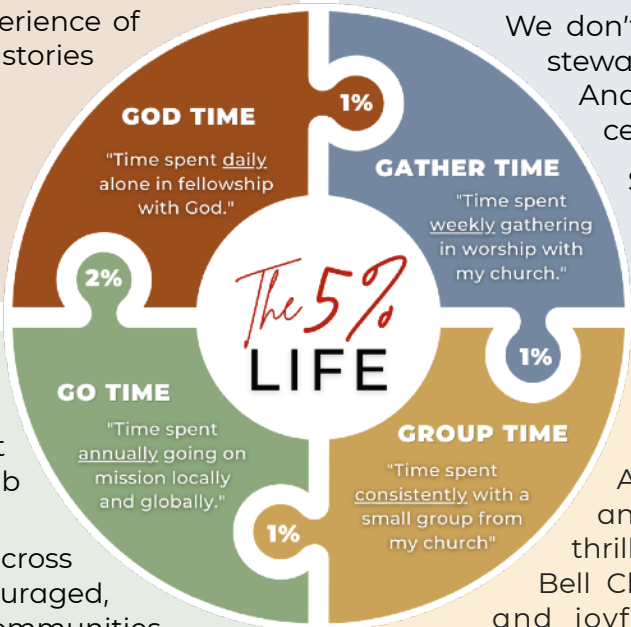 erience of
stories
We don't
stewa
And
ce
s
GOD TIME
"Time spent daily
alone in fellowship
with God."
1%
GATHER TIME
"Time spent
weekly gathering
in worship with
my church."
2%
The 5%
LIFE
1%
GO TIME
"Time spent
annually going on
mission locally
and globally."
GROUP TIME
"Time spent
consistently with a
small group from
my church"
1%
t
b
cross
uraged,
mmunities
A
an
thrill
Bell Cl
and joyf